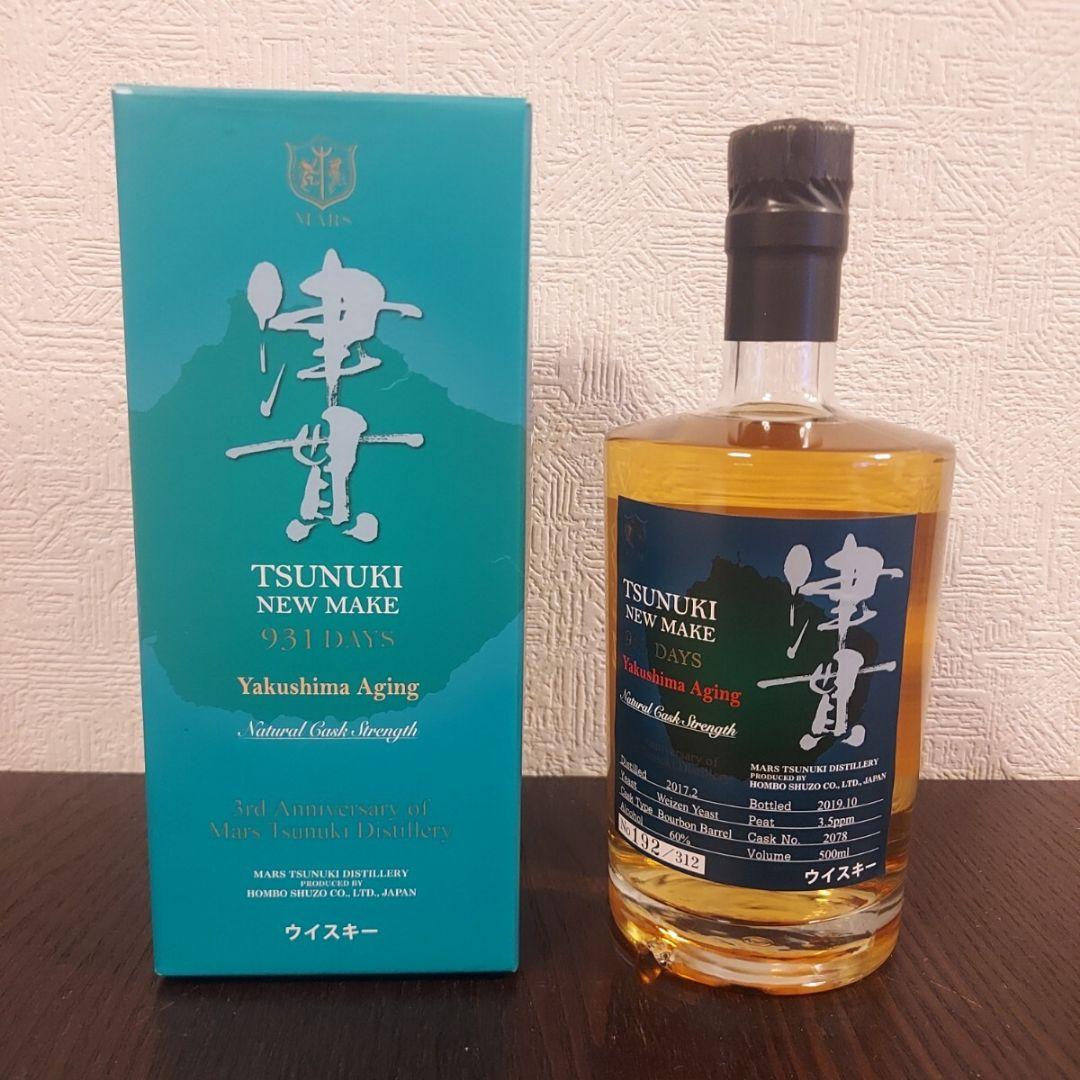 MARS
津貫
TSUNUKI
NEW MAKE
931 DAYS
Yakushima Aging
Natural Cask Strength
3rd Anniversary of
Mars Tsunuki Distillery
MARS TSUNUKI DISTILLERY
PRODUCED BY
HOMBO SHUZO CO., LTD., JAPAN
ウイスキー
津貫
TSUNUKI
NEW MAKE
DAYS
Yakushima Aging
Natural Cask Strength
Anniversary of
MARS TSUNUKI DISTILLERY
PRODUCED BY
HOMBO SHUZO CO., LTD., JAPAN
Distilled 2017.2
Yeast Weizen Yeast
Cask Type Bourbon Barrel
Alcohol 60%
No 192/312
Bottled 2019.10
Peat 3.5ppm
Cask No. 2078
Volume 500ml
ウイスキー